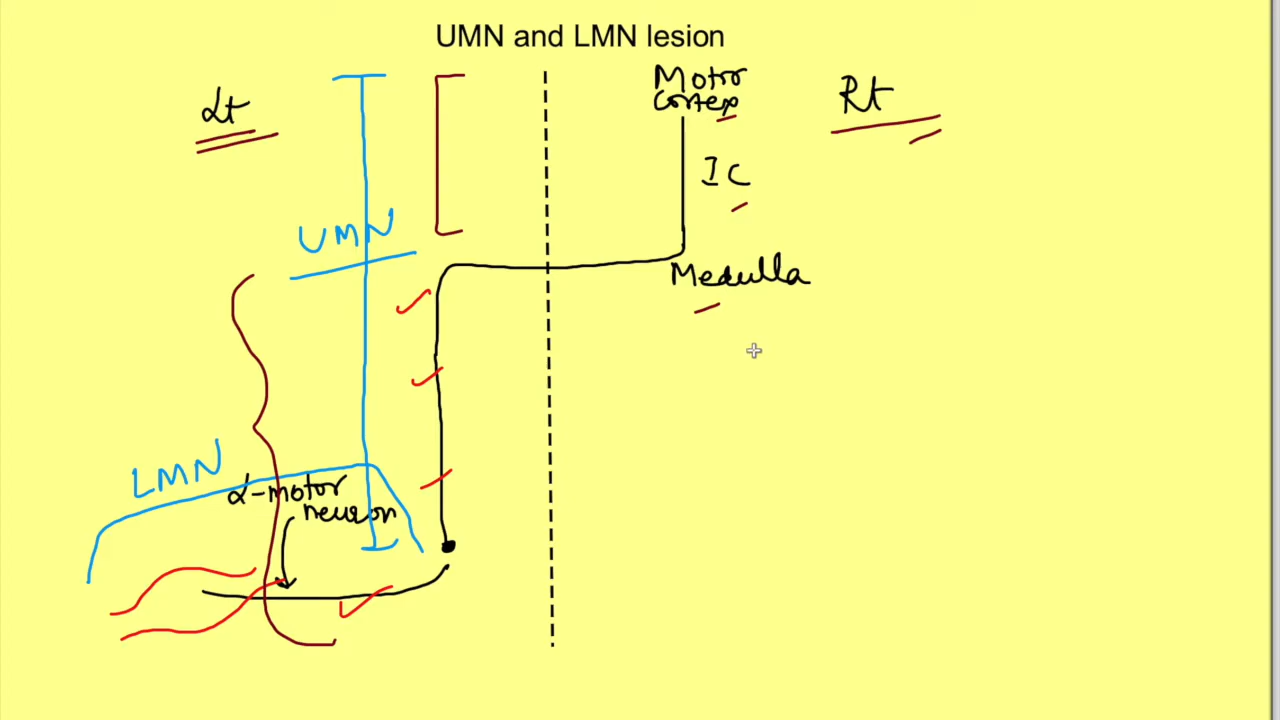 UMN and LMN lesion
Lt
Motor
Cortex
Rt
IC
UMN
Medulla
LMN
α-motor
neuron